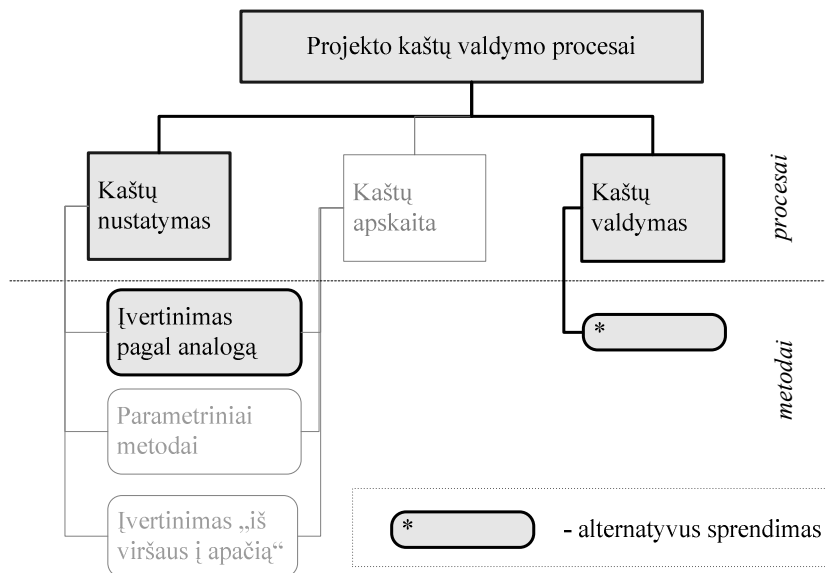 Projekto kaštų valdymo procesai
Kaštų
nustatymas
Kaštų
apskaita
Kaštų
valdymas
procesai
Įvertinimas
pagal analogą
*
metodai
Parametriniai
metodai
Įvertinimas „iš
viršaus į apačią“
*
- alternatyvus sprendimas